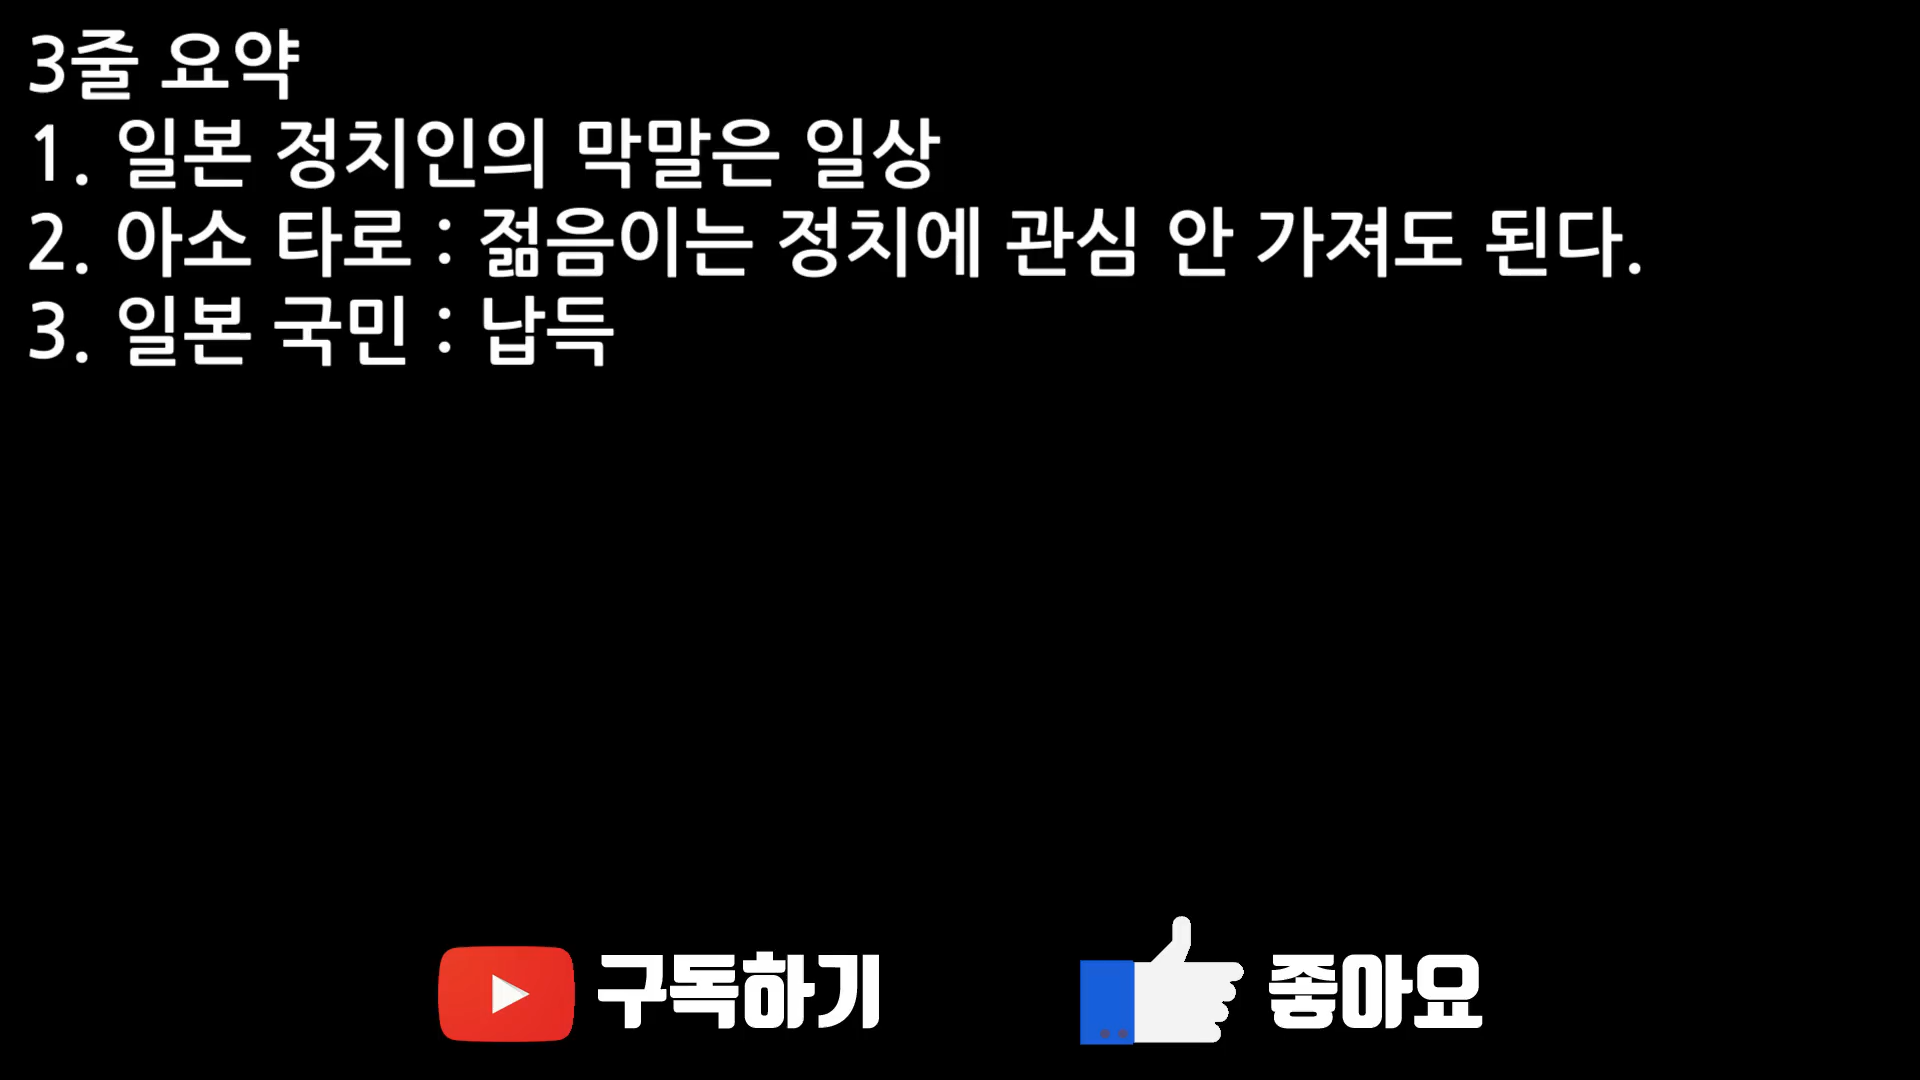 3줄 요약
1. 일본 정치인의 막말은 일상
2. 아소 타로 : 젊음이는 정치에 관심 안 가져도 된다.
3. 일본 국민 : 납득
구독하기
좋아요